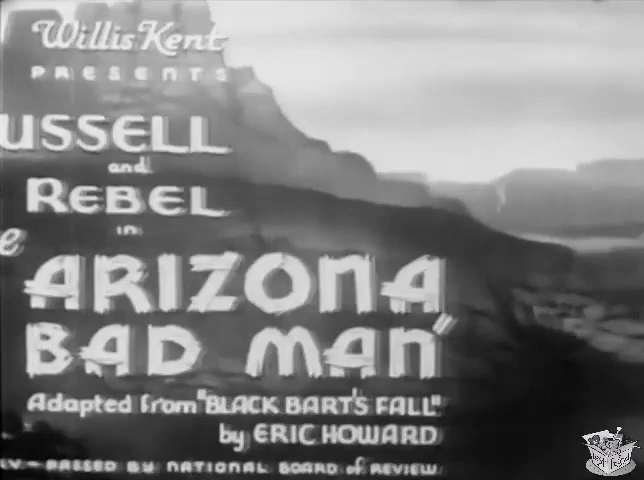 Willis Kent
PRESENTS
USSELL
and
REBEL
in
e
ARIZONA
BAD MAN"
Adapted from "BLACK BART'S FALL"
by ERIC HOWARD
LY - PASSED BY NATIONAL BOARD of REVIEW